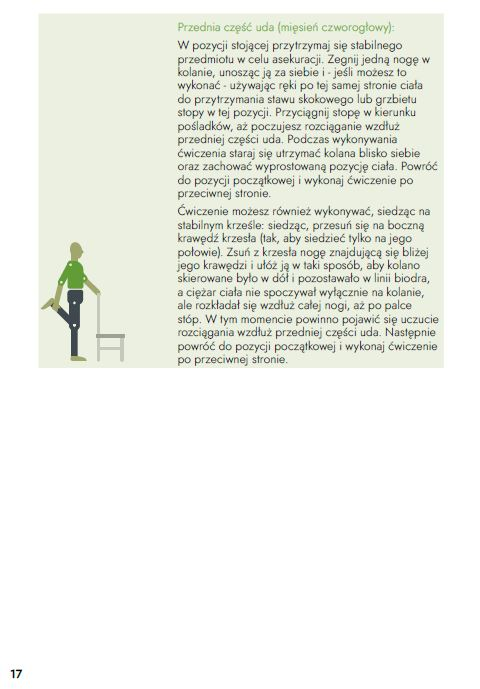 Przednia część uda (mięsień czworogłowy):
W pozycji stojącej przytrzymaj się stabilnego
przedmiotu w celu asekuracji. Zegnij jedną nogę w
kolanie, unosząc ją za siebie i - jeśli możesz to
wykonać - używając ręki po tej samej stronie ciała
do przytrzymania stawu skokowego lub grzbietu
stopy w tej pozycji. Przyciągnij stopę w kierunku
pośladków, aż poczujesz rozciąganie wzdłuż
przedniej części uda. Podczas wykonywania
ćwiczenia staraj się utrzymać kolana blisko siebie
oraz zachować wyprostowaną pozycję ciała. Powróć
do pozycji początkowej i wykonaj ćwiczenie po
przeciwnej stronie.
Ćwiczenie możesz również wykonywać, siedząc na
stabilnym krześle: siedząc, przesuń się na boczną
krawędź krzesła (tak, aby siedzieć tylko na jego
połowie). Zsuń z krzesła nogę znajdującą się bliżej
jego krawędzi i ułóż ją w taki sposób, aby kolano
skierowane było w dół i pozostawało w linii biodra,
a ciężar ciała nie spoczywał wyłącznie na kolanie,
ale rozkładał się wzdłuż całej nogi, aż po palce
stóp. W tym momencie powinno pojawić się uczucie
rozciągania wzdłuż przedniej części uda. Następnie
powróć do pozycji początkowej i wykonaj ćwiczenie
po przeciwnej stronie.
17